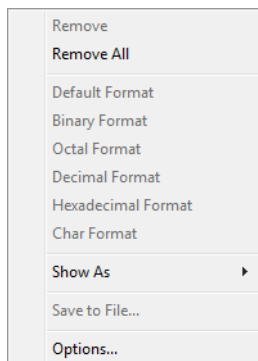 Remove
Remove All
Default Format
Binary Format
Octal Format
Decimal Format
Hexadecimal Format
Char Format
Show As
Save to File...
Options...